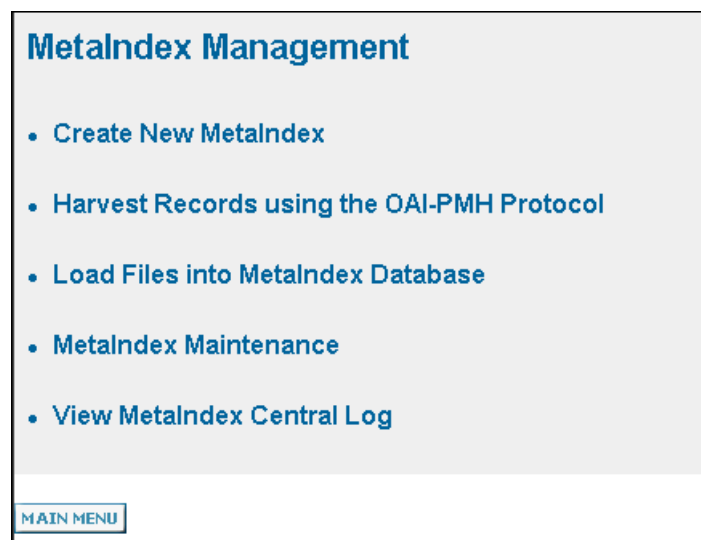 MetaIndex Management
• Create New MetaIndex
• Harvest Records using the OAI-PMH Protocol
• Load Files into MetaIndex Database
• MetaIndex Maintenance
• View MetaIndex Central Log
MAIN MENU